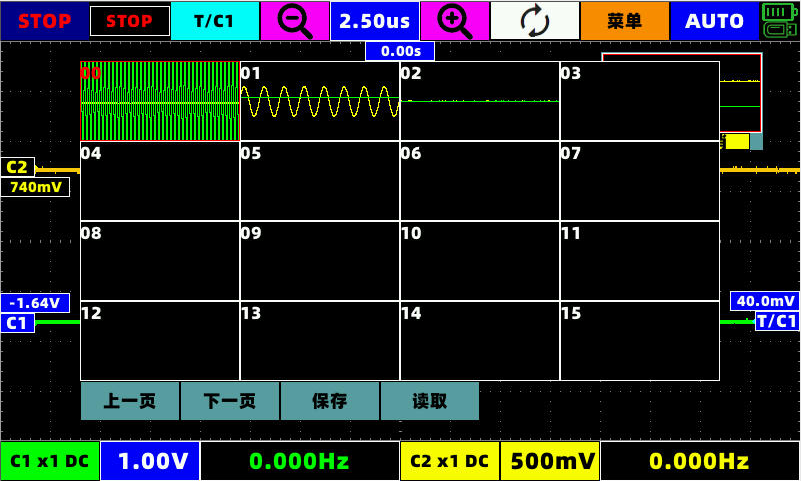 STOP STOP T/C1 2.50us 菜单 AUTO
0.00s
00 01 02 03
04 05 06 07
C2
740mV
08 09 10 11
-1.64V 40.0mV
C1 12 13 14 15 T/C1
上一页 下一页 保存 读取
C1 x1 DC 1.00V 0.000Hz C2 x1 DC 500mV 0.000Hz